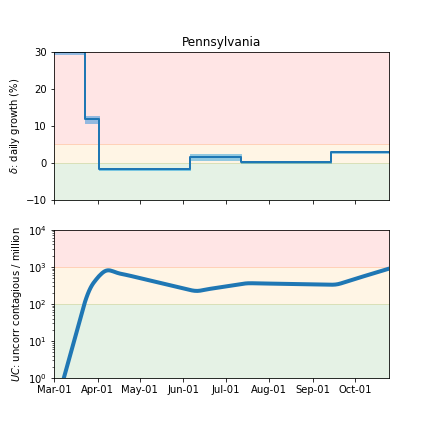 Pennsylvania
δ: daily growth (%)
30
20
10
0
−10
UC: uncorr contagious / million
10⁴
10³
10²
10¹
10⁰
Mar-01 Apr-01 May-01 Jun-01 Jul-01 Aug-01 Sep-01 Oct-01